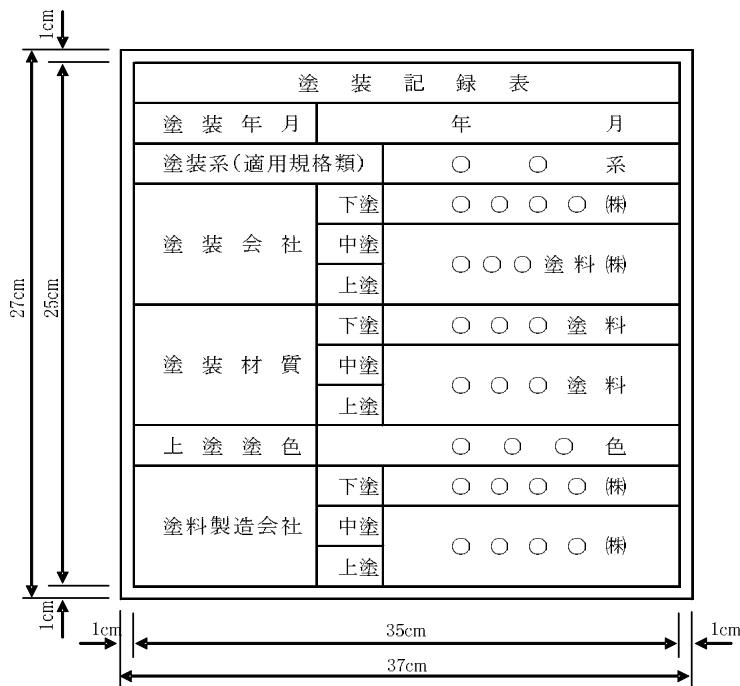 1cm
塗装記録表
塗装年月 年 月
塗装系(適用規格類) ○ ○ 系
塗装会社 下塗 ○○○○㈱
中塗 ○○○塗料㈱
上塗
塗装材質 下塗 ○○○塗料
中塗 ○○○塗料
上塗
上塗塗色 ○○○色
塗料製造会社 下塗 ○○○○㈱
中塗 ○○○○㈱
上塗
27cm
25cm
1cm
1cm 35cm 1cm
37cm